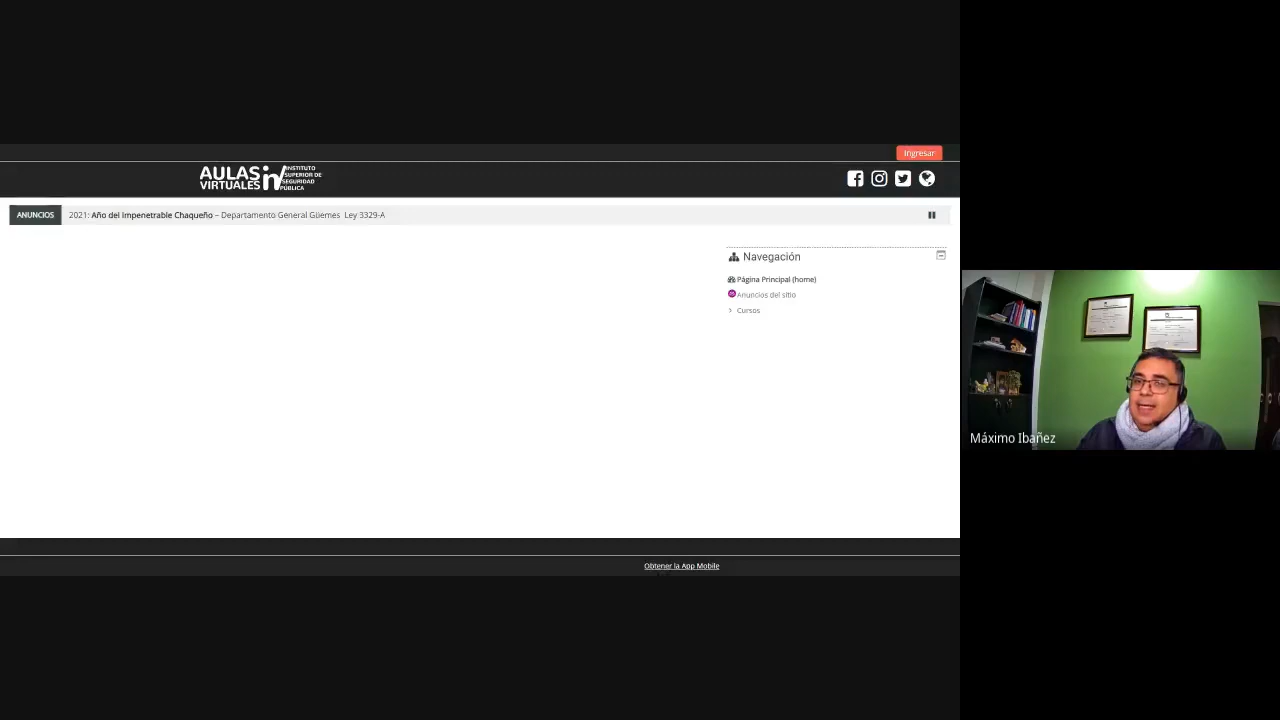 Ingresar
AULAS VIRTUALES
INSTITUTO SUPERIOR DE SEGURIDAD PÚBLICA
ANUNCIOS 2021: Año del Impenetrable Chaqueño – Departamento General Güemes Ley 3329-A
Navegación
Página Principal (home)
Anuncios del sitio
Cursos
Máximo Ibañez
Obtener la App Mobile